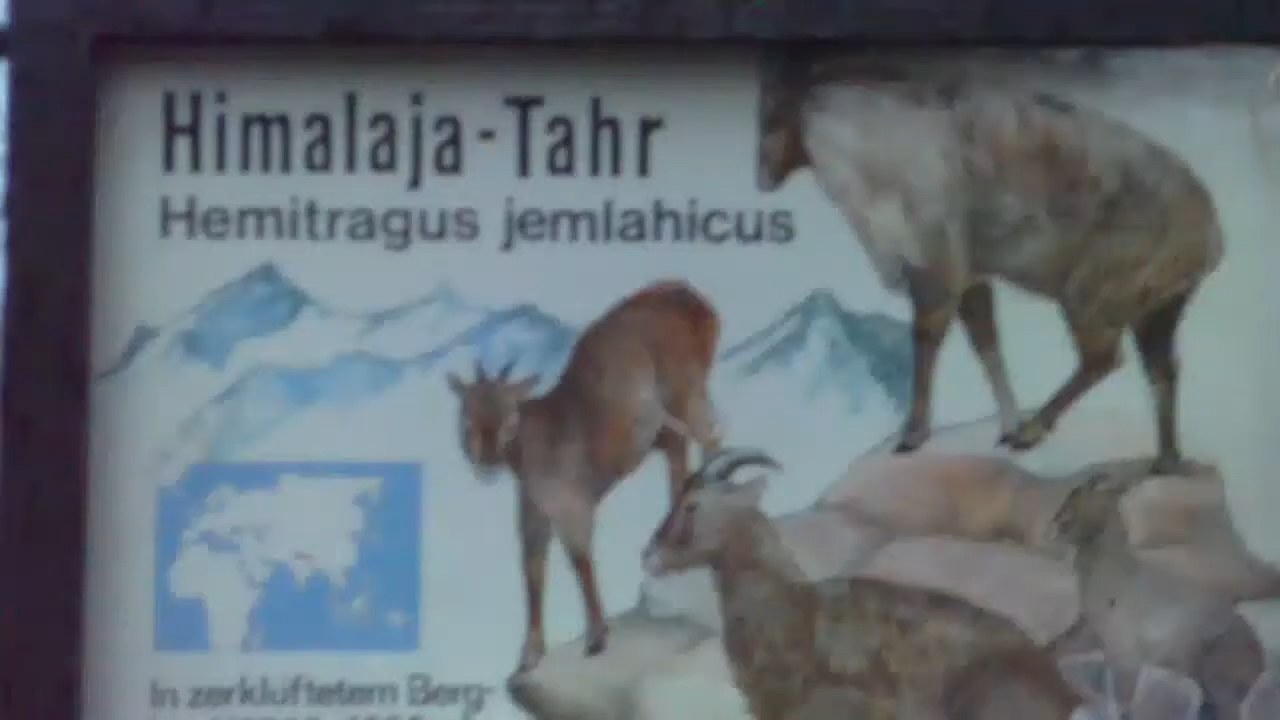 Himalaja-Tahr
Hemitragus jemlahicus
In zerklüftetem Berg-